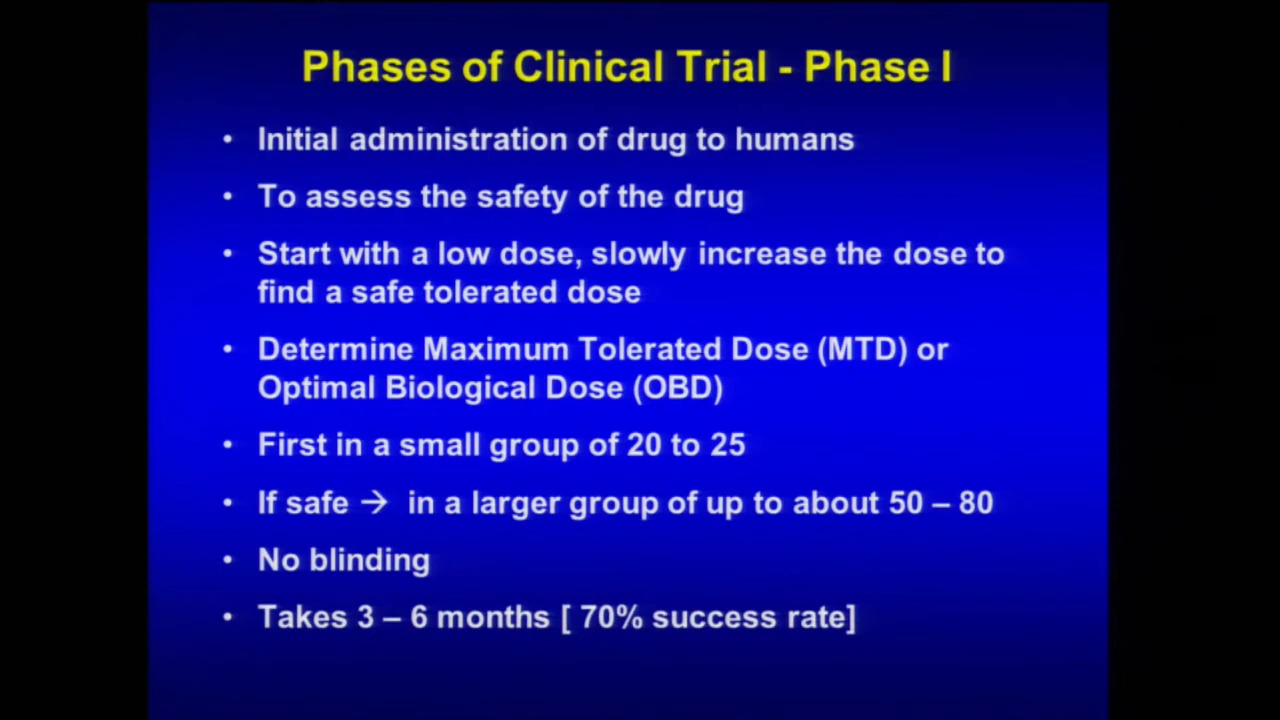 Phases of Clinical Trial - Phase I
• Initial administration of drug to humans
• To assess the safety of the drug
• Start with a low dose, slowly increase the dose to
find a safe tolerated dose
• Determine Maximum Tolerated Dose (MTD) or
Optimal Biological Dose (OBD)
• First in a small group of 20 to 25
• If safe → in a larger group of up to about 50 – 80
• No blinding
• Takes 3 – 6 months [ 70% success rate]